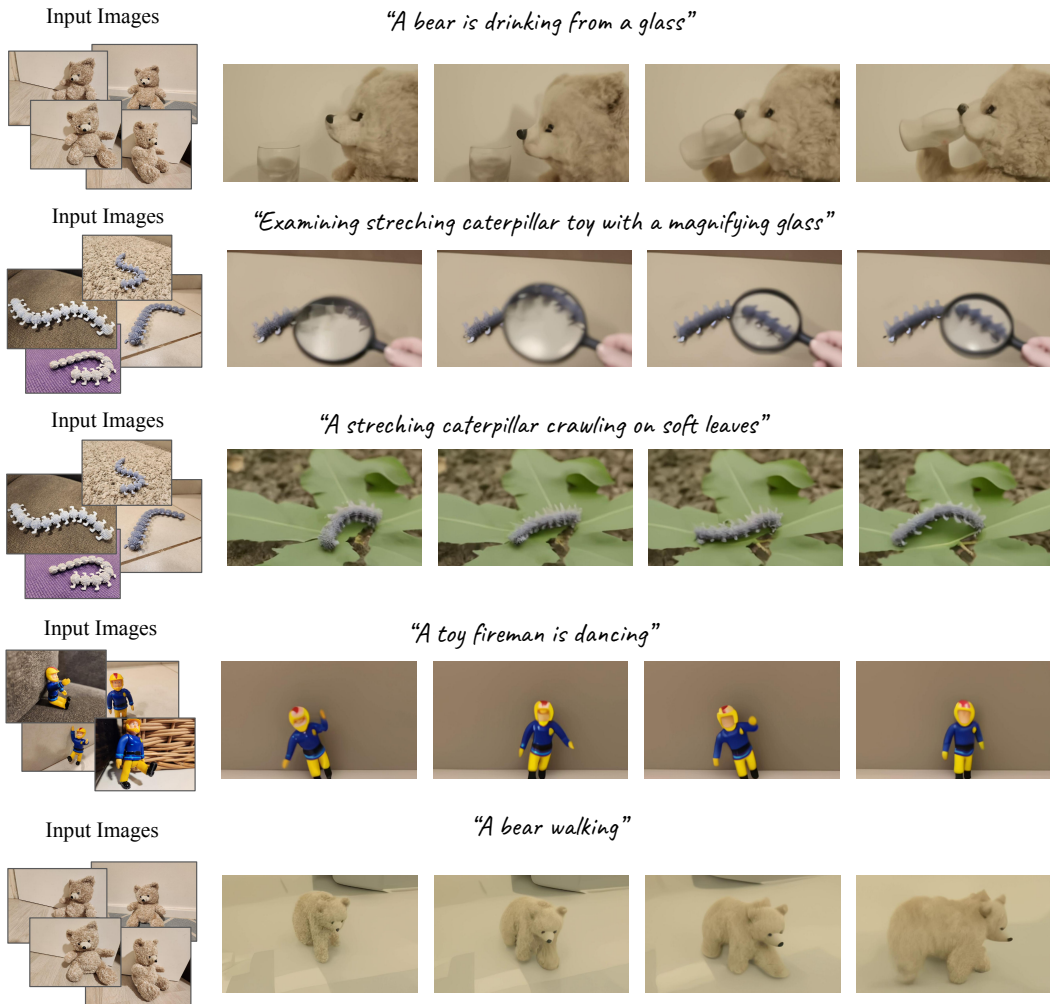 Input Images
“A bear is drinking from a glass”
Input Images
“Examining streching caterpillar toy with a magnifying glass”
Input Images
“A streching caterpillar crawling on soft leaves”
Input Images
“A toy fireman is dancing”
Input Images
“A bear walking”